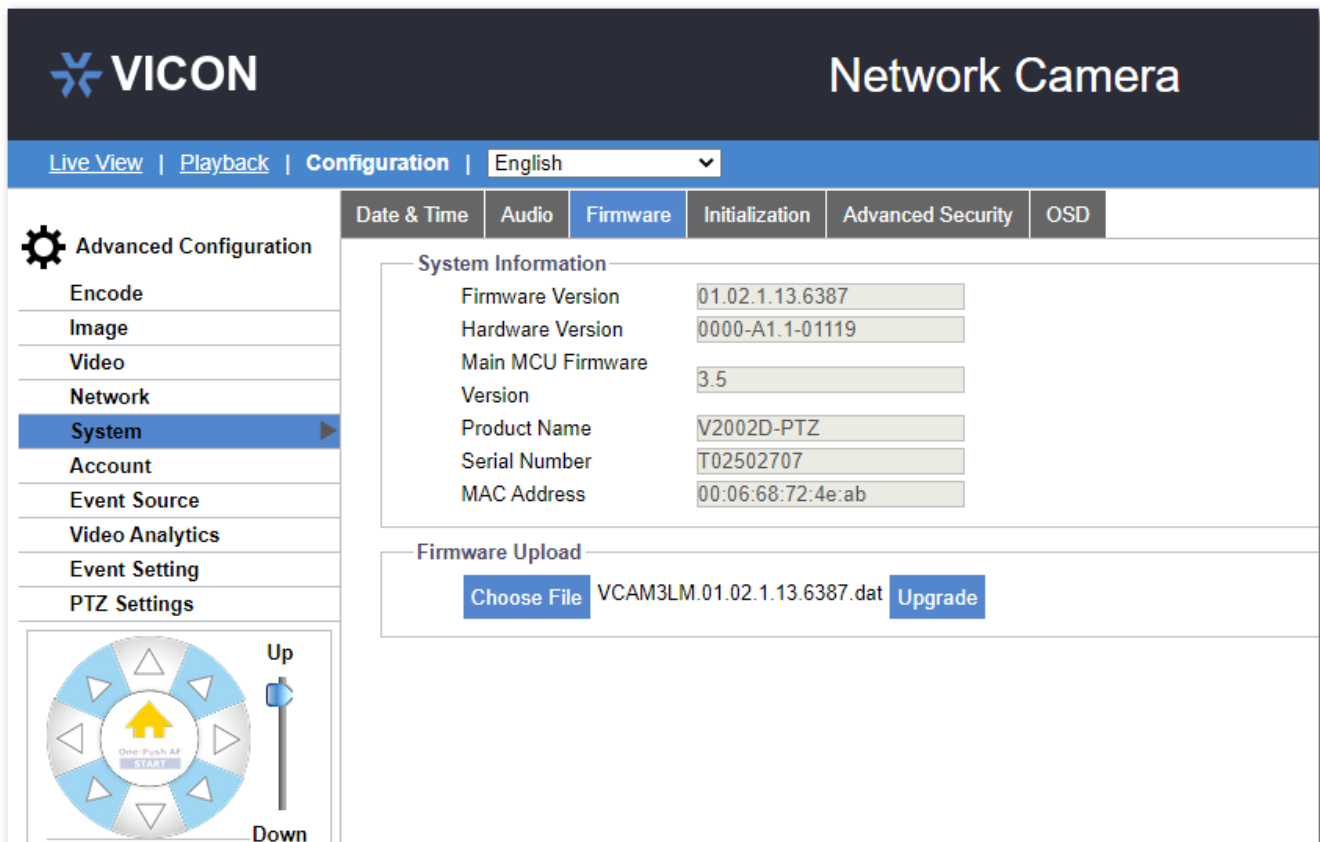 VICON
Network Camera
Live View | Playback | Configuration | English
Date & Time Audio Firmware Initialization Advanced Security OSD
Advanced Configuration
Encode
Image
Video
Network
System
Account
Event Source
Video Analytics
Event Setting
PTZ Settings
Up
One-Push AF
START
Down
System Information
Firmware Version 01.02.1.13.6387
Hardware Version 0000-A1.1-01119
Main MCU Firmware
Version 3.5
Product Name V2002D-PTZ
Serial Number T02502707
MAC Address 00:06:68:72:4e:ab
Firmware Upload
Choose File VCAM3LM.01.02.1.13.6387.dat Upgrade